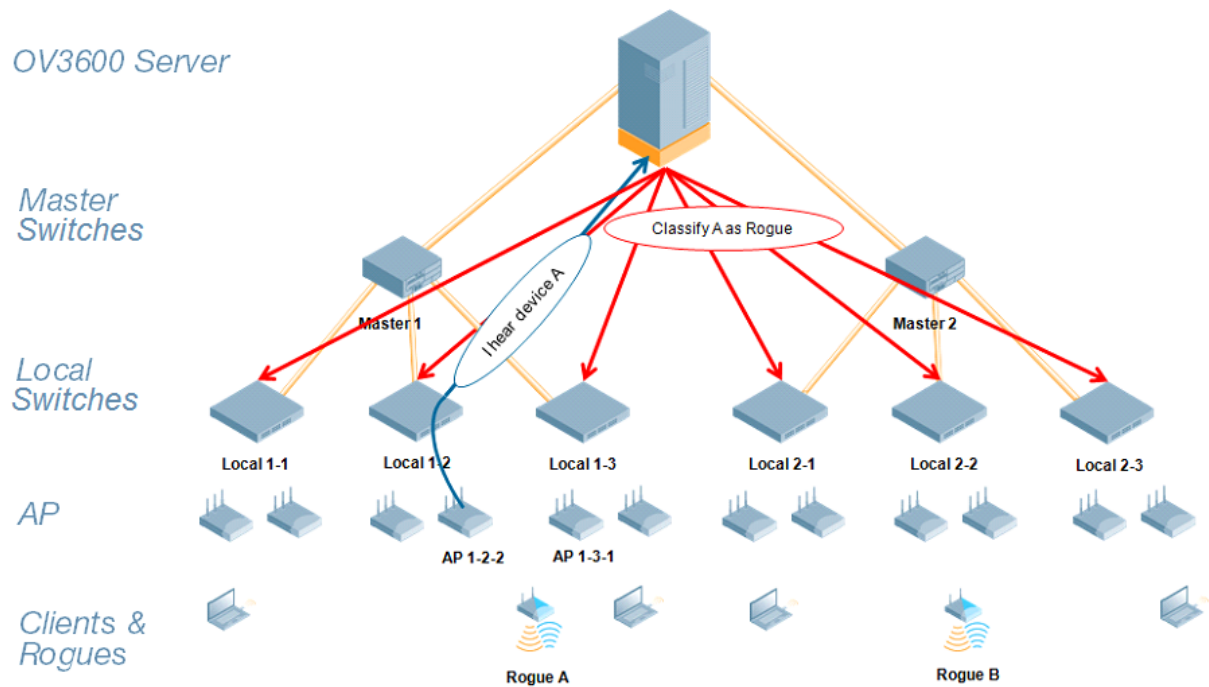 OV3600 Server
Master
Switches
Classify A as Rogue
I hear device A
Master 1
Master 2
Local
Switches
Local 1-1
Local 1-2
Local 1-3
Local 2-1
Local 2-2
Local 2-3
AP
AP 1-2-2
AP 1-3-1
Clients &
Rogues
Rogue A
Rogue B